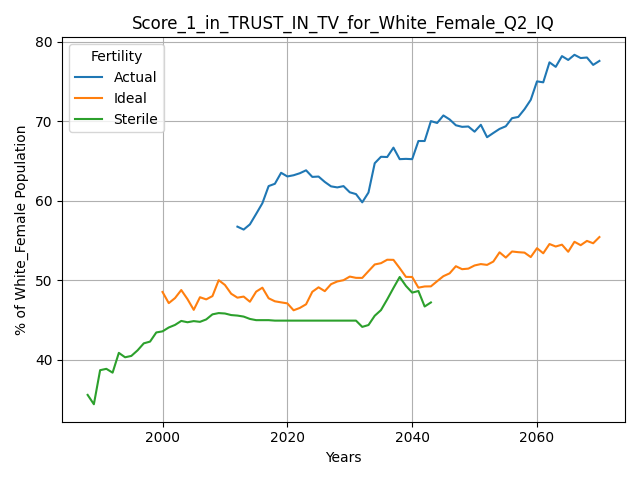 Score_1_in_TRUST_IN_TV_for_White_Female_Q2_IQ
Fertility
Actual
Ideal
Sterile
% of White_Female Population
80
70
60
50
40
2000 2020 2040 2060
Years